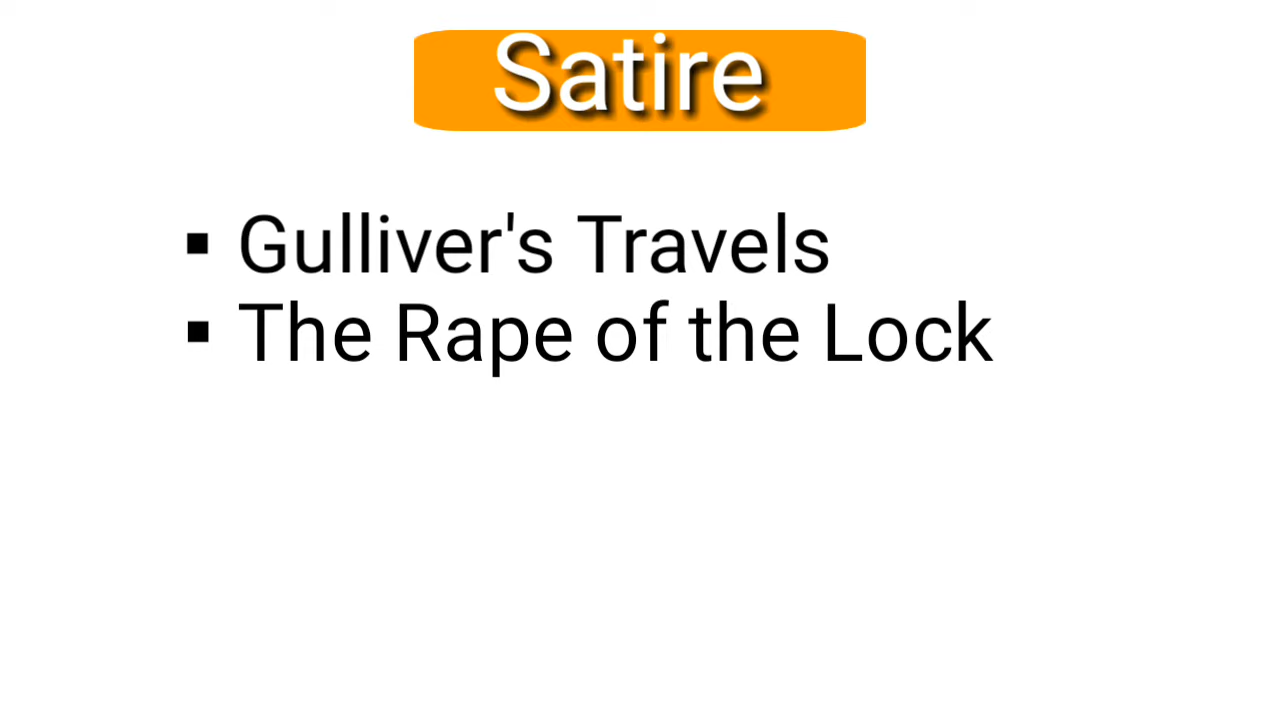 Satire
▪ Gulliver's Travels
▪ The Rape of the Lock